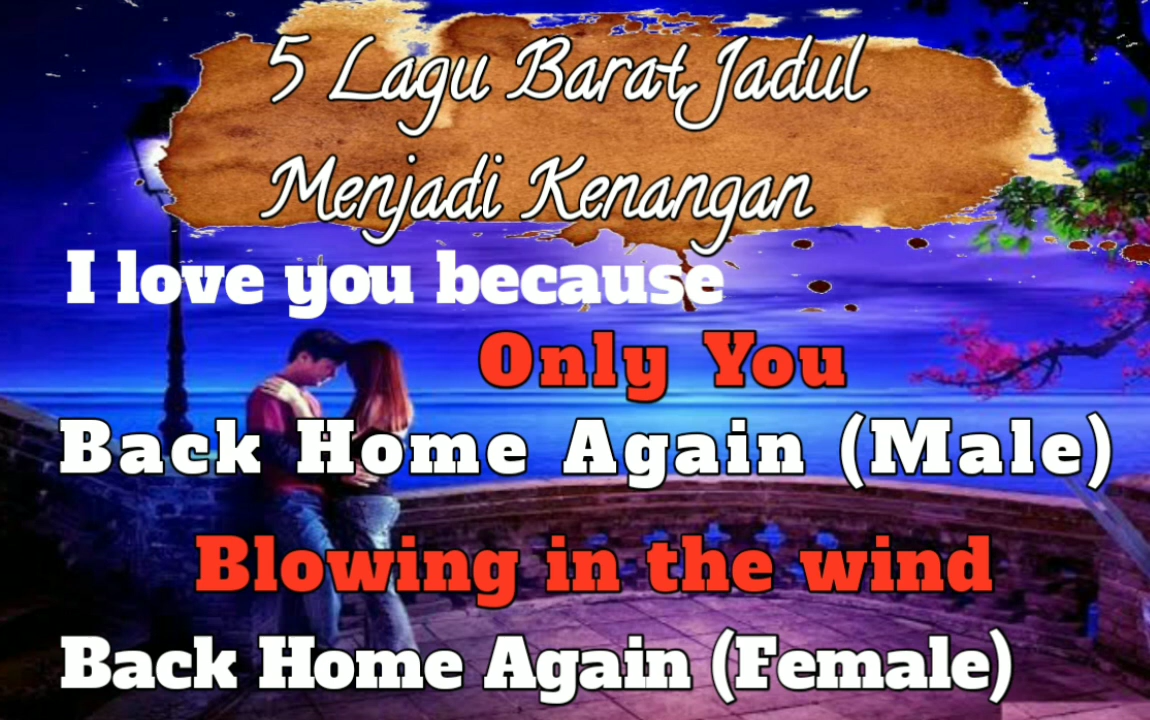 5 Lagu Barat Jadul
Menjadi Kenangan
I love you because
Only You
Back Home Again (Male)
Blowing in the wind
Back Home Again (Female)